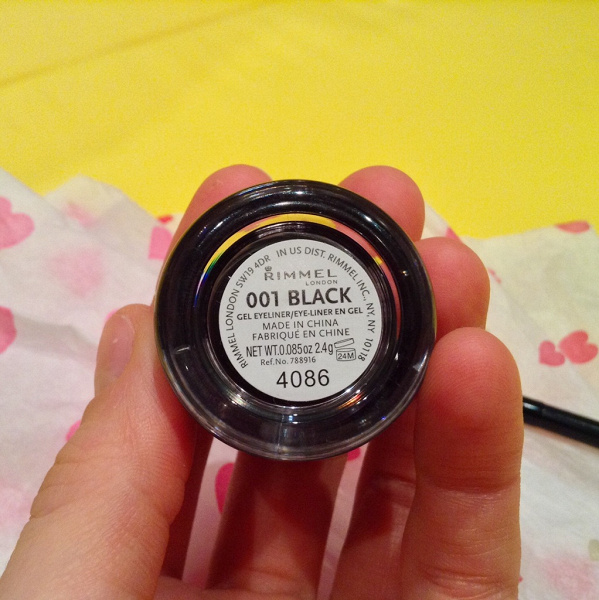 RIMMEL LONDON SW19 4DR IN US DIST. RIMMEL INC., NY, NY 10118
RIMMEL
LONDON
001 BLACK
GEL EYELINER/EYE-LINER EN GEL
MADE IN CHINA
FABRIQUÉ EN CHINE
NET WT.0.085oz 2.4g
24M
Ref.No. 788916
4086